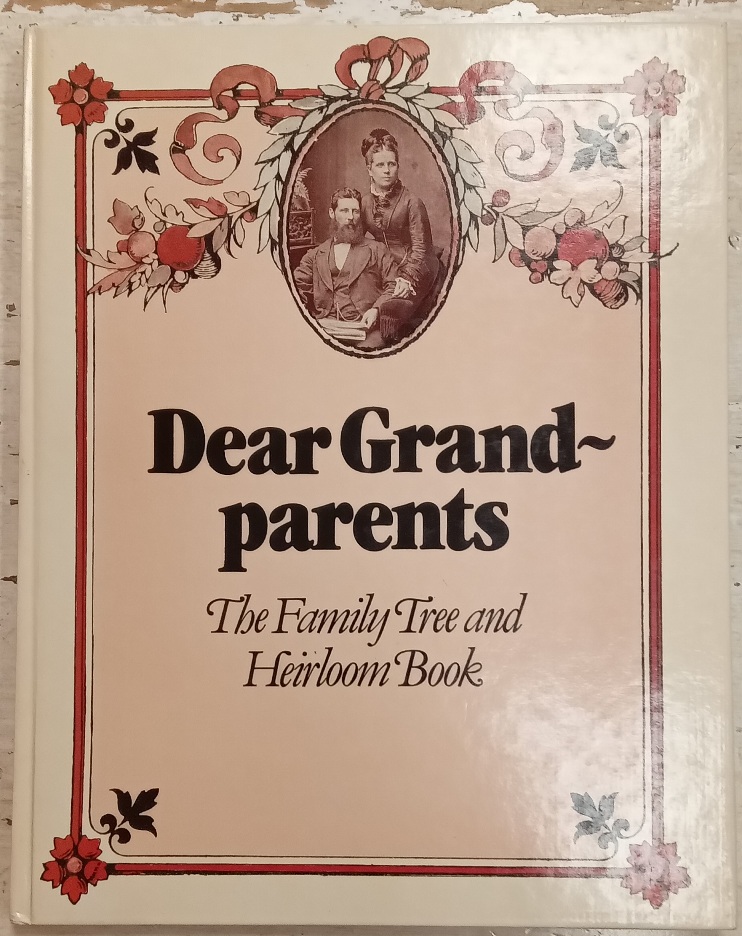 Dear Grand~
parents
The Family Tree and
Heirloom Book